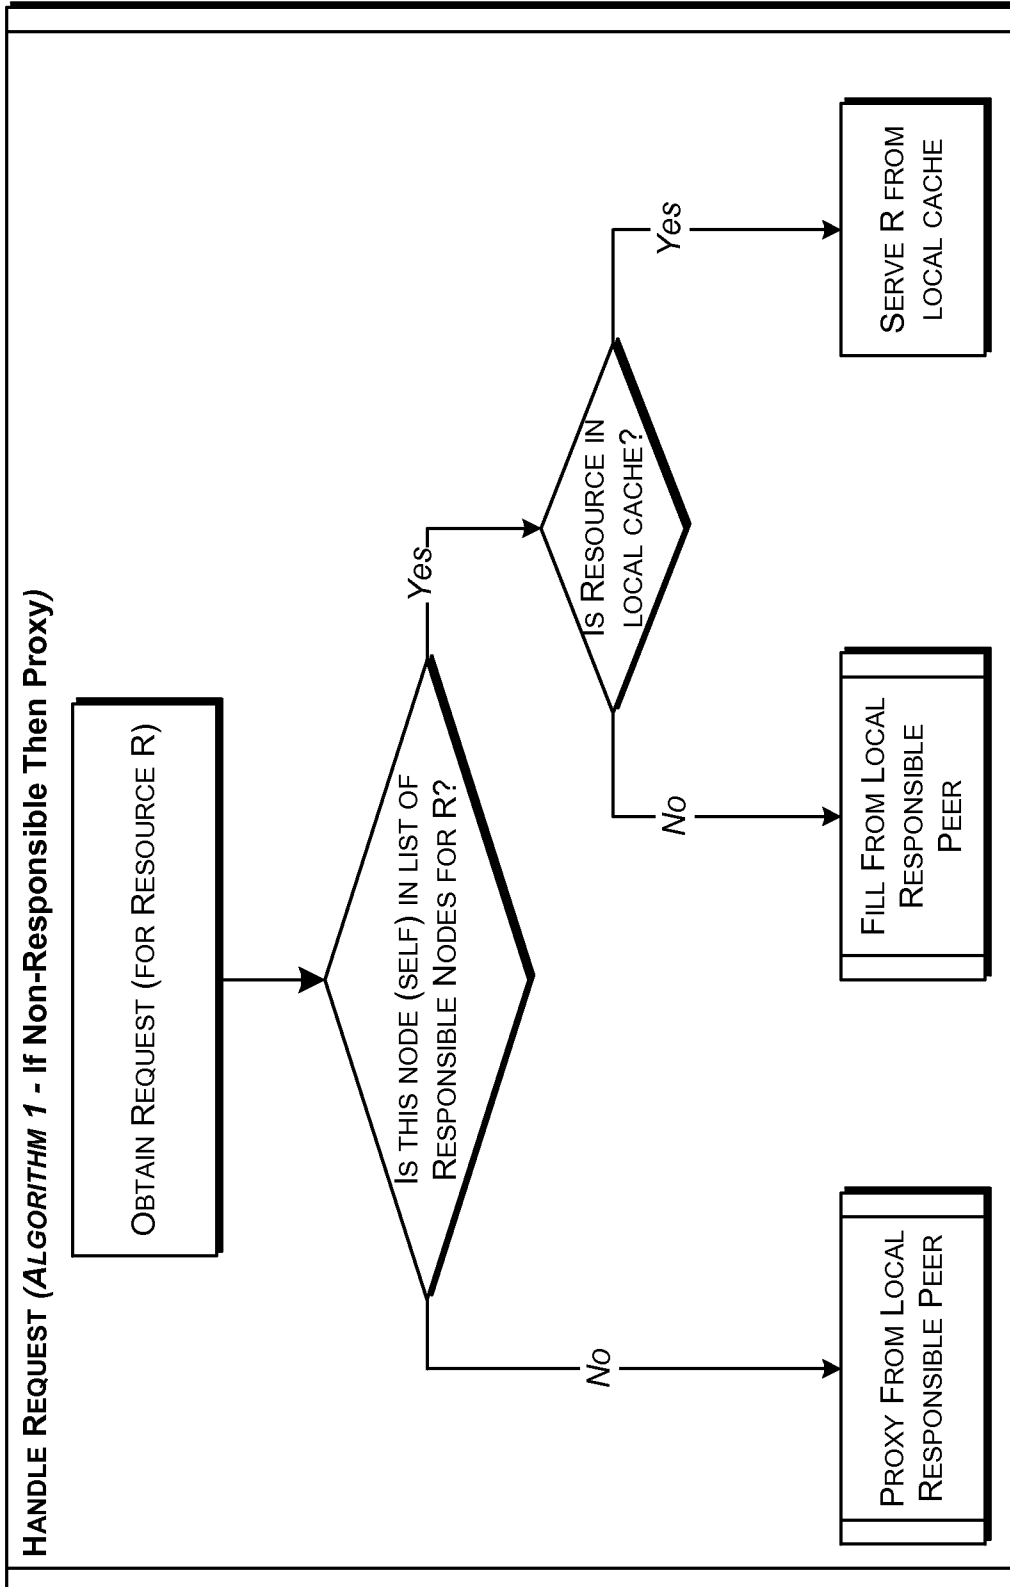 HANDLE REQUEST (ALGORITHM 1 - If Non-Responsible Then Proxy)
OBTAIN REQUEST (FOR RESOURCE R)
IS THIS NODE (SELF) IN LIST OF
RESPONSIBLE NODES FOR R?
No
Yes
IS RESOURCE IN
LOCAL CACHE?
No
Yes
PROXY FROM LOCAL
RESPONSIBLE PEER
FILL FROM LOCAL
RESPONSIBLE
PEER
SERVE R FROM
LOCAL CACHE